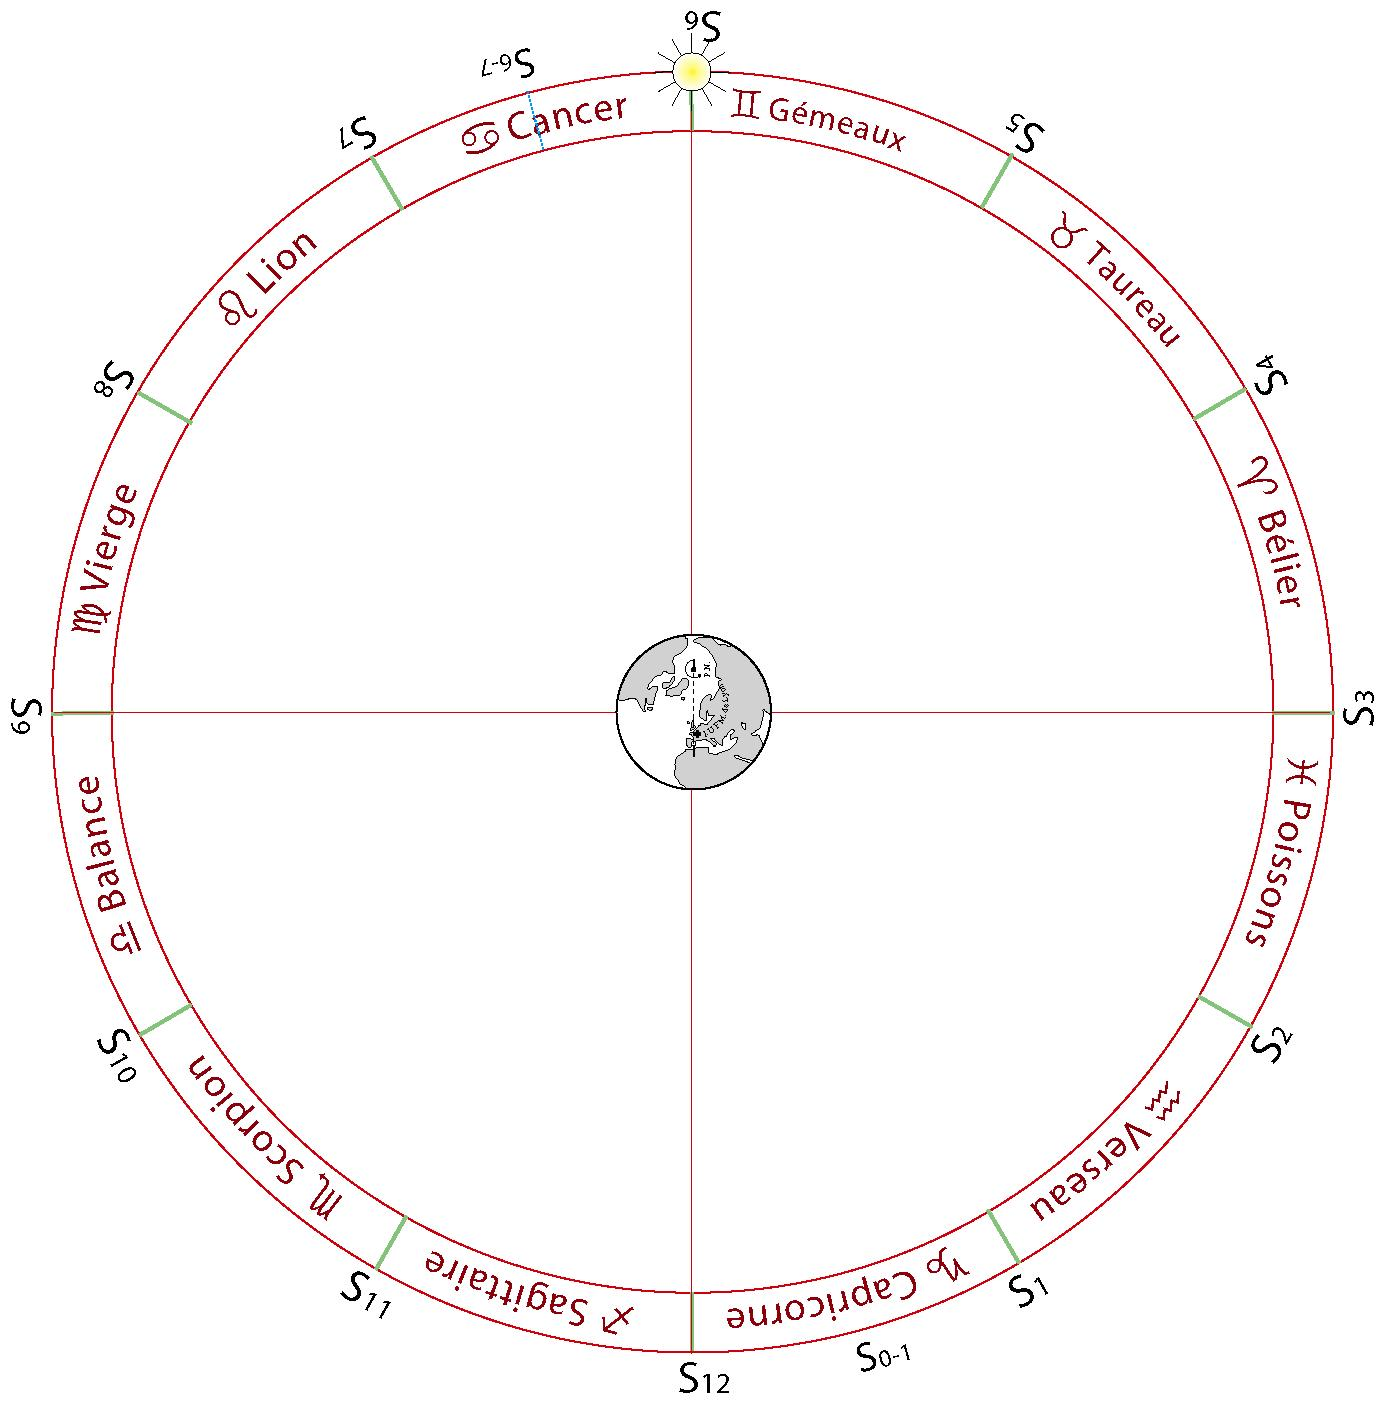 S6
♊ Gémeaux
S5
♉ Taureau
S4
♈ Bélier
S3
♓ Poissons
S2
♒ Verseau
S1
♑ Capricorne
S0-1
S12
♐ Sagittaire
S11
♏ Scorpion
S10
♎ Balance
S9
♍ Vierge
S8
♌ Lion
S7
♋ Cancer
S6-7
P.N.